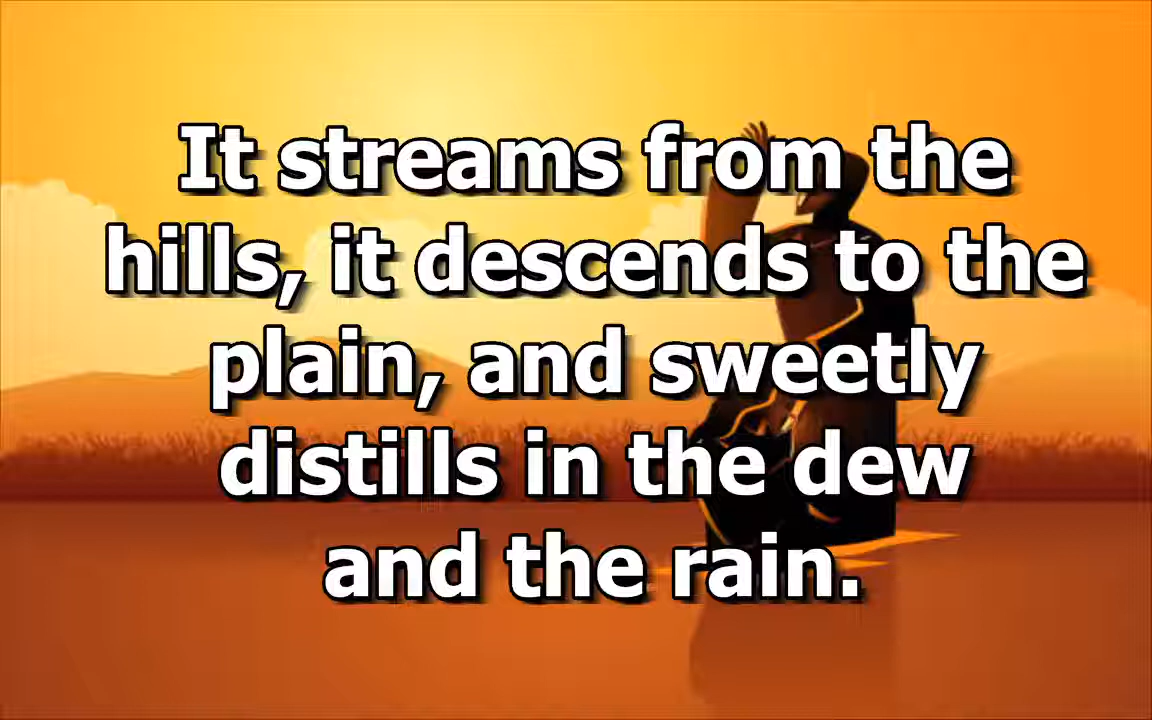 It streams from the
hills, it descends to the
plain, and sweetly
distills in the dew
and the rain.